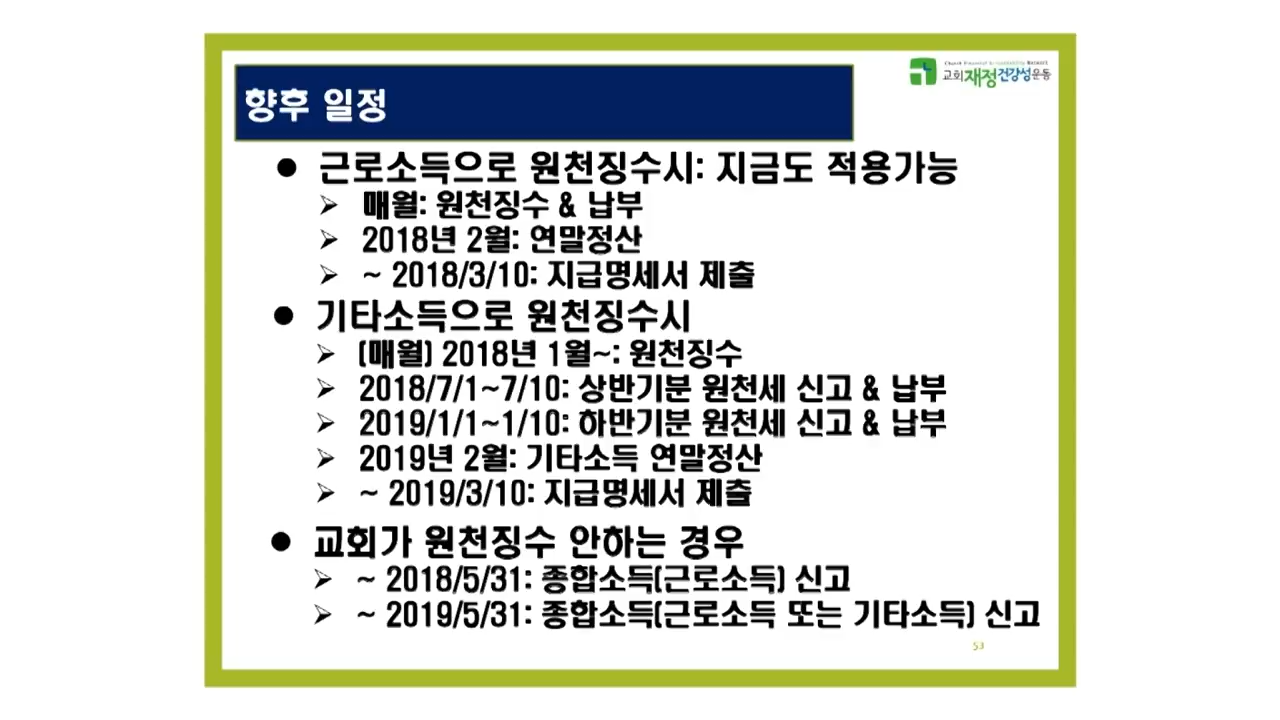 Church Financial Accountability Network
교회재정건강성운동
향후 일정
● 근로소득으로 원천징수시: 지금도 적용가능
➢ 매월: 원천징수 & 납부
➢ 2018년 2월: 연말정산
➢ ~ 2018/3/10: 지급명세서 제출
● 기타소득으로 원천징수시
➢ (매월) 2018년 1월~: 원천징수
➢ 2018/7/1~7/10: 상반기분 원천세 신고 & 납부
➢ 2019/1/1~1/10: 하반기분 원천세 신고 & 납부
➢ 2019년 2월: 기타소득 연말정산
➢ ~ 2019/3/10: 지급명세서 제출
● 교회가 원천징수 안하는 경우
➢ ~ 2018/5/31: 종합소득(근로소득) 신고
➢ ~ 2019/5/31: 종합소득(근로소득 또는 기타소득) 신고
53